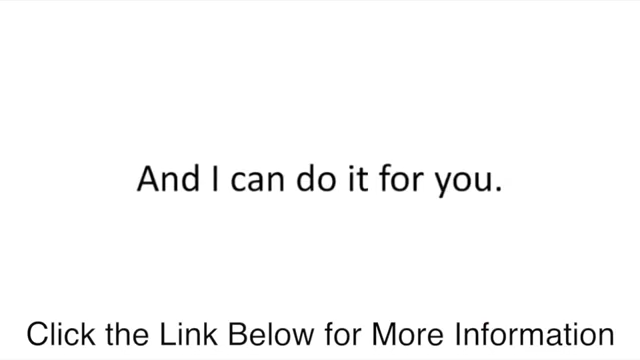 And I can do it for you.
Click the Link Below for More Information